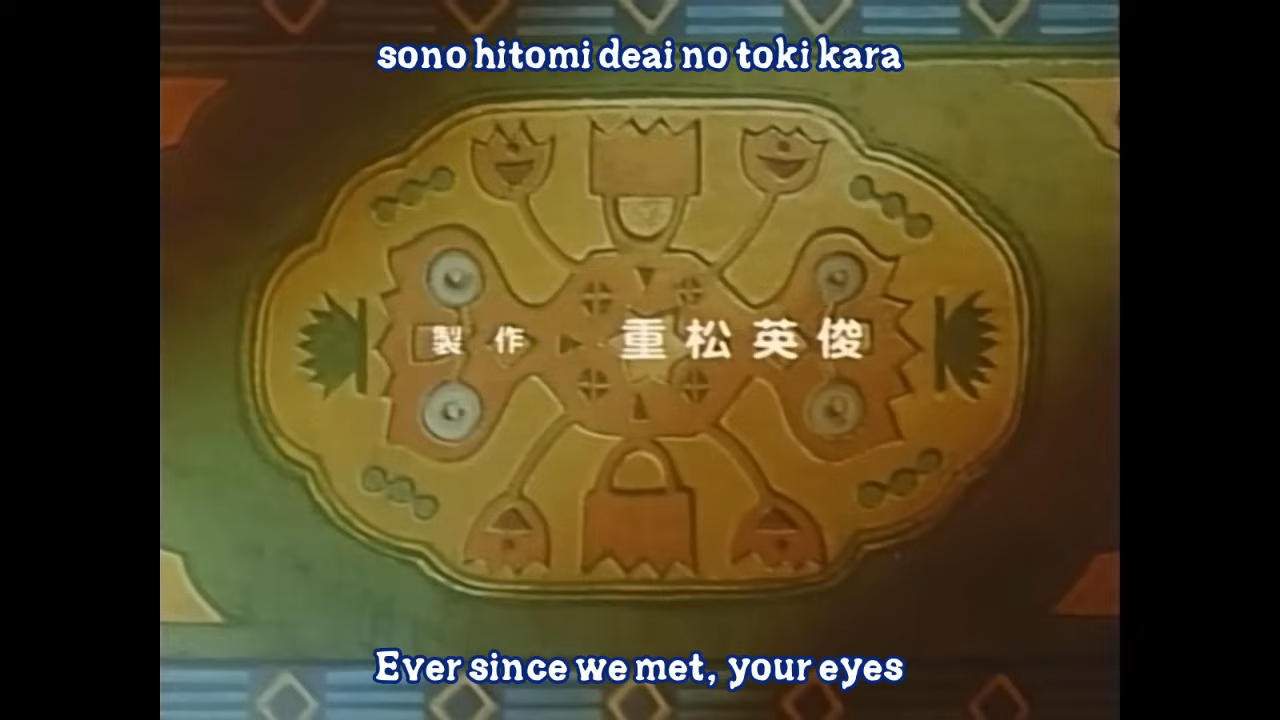 sono hitomi deai no toki kara
製作 重松英俊
Ever since we met, your eyes